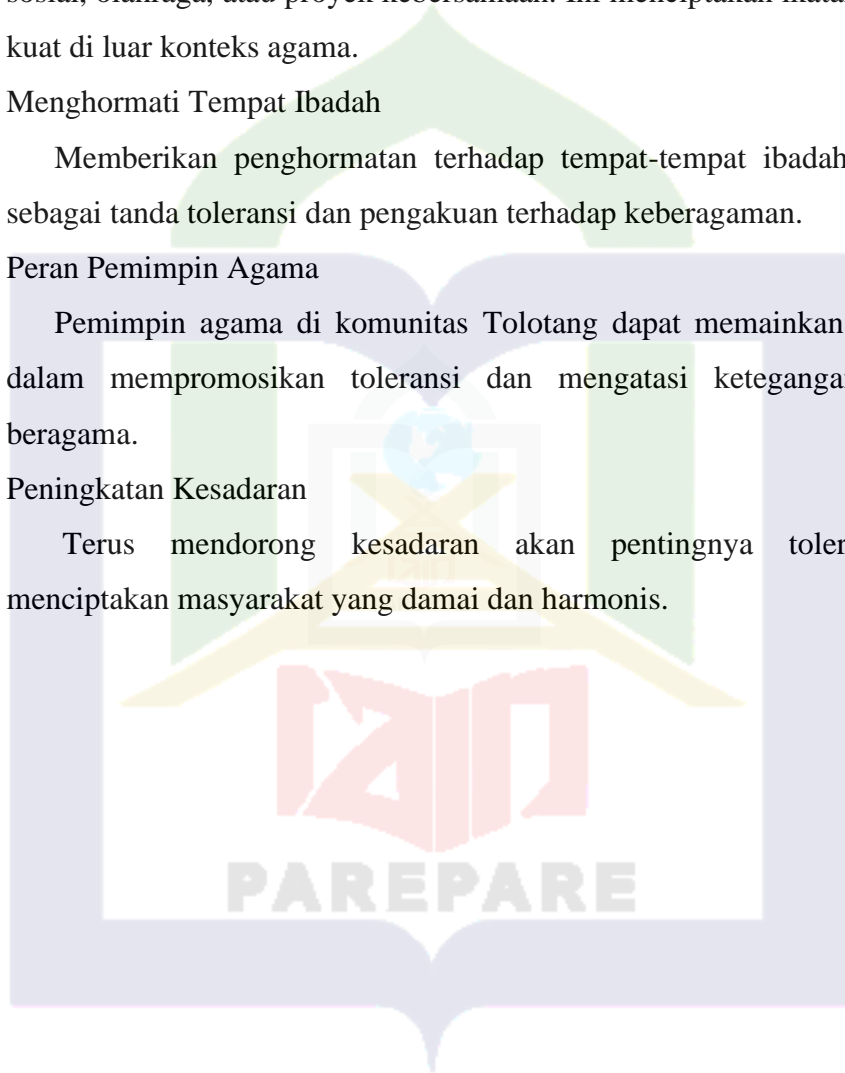 sosial, olahraga, atau proyek kebersamaan. Ini menciptakan
kuat di luar konteks agama.
Menghormati Tempat Ibadah
Memberikan penghormatan terhadap tempat-tempat ibadah
sebagai tanda toleransi dan pengakuan terhadap keberagaman.
Peran Pemimpin Agama
Pemimpin agama di komunitas Tolotang dapat memainkan
dalam mempromosikan toleransi dan mengatasi
beragama.
Peningkatan Kesadaran
Terus mendorong kesadaran akan pentingnya
menciptakan masyarakat yang damai dan harmonis.
iain
PAREPARE